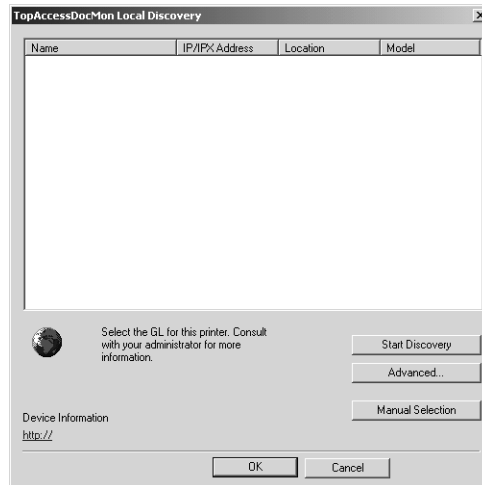 TopAccessDocMon Local Discovery
Name IP/IPX Address Location Model
Select the GL for this printer. Consult
with your administrator for more
information.
Start Discovery
Advanced...
Manual Selection
Device Information
http://
OK Cancel